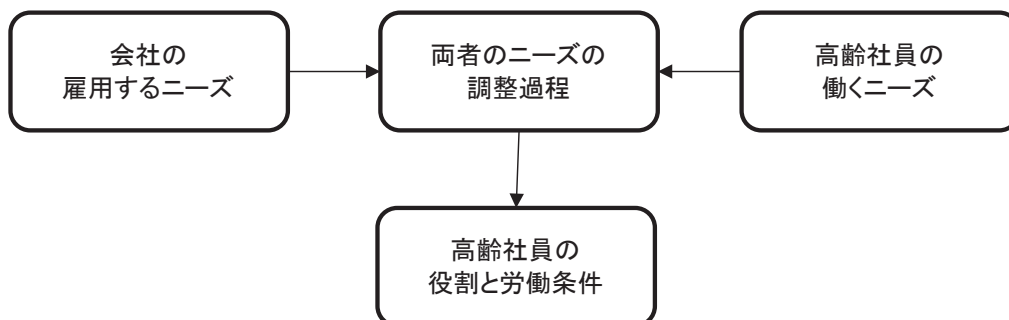 会社の
雇用するニーズ
両者のニーズの
調整過程
高齢社員の
働くニーズ
高齢社員の
役割と労働条件